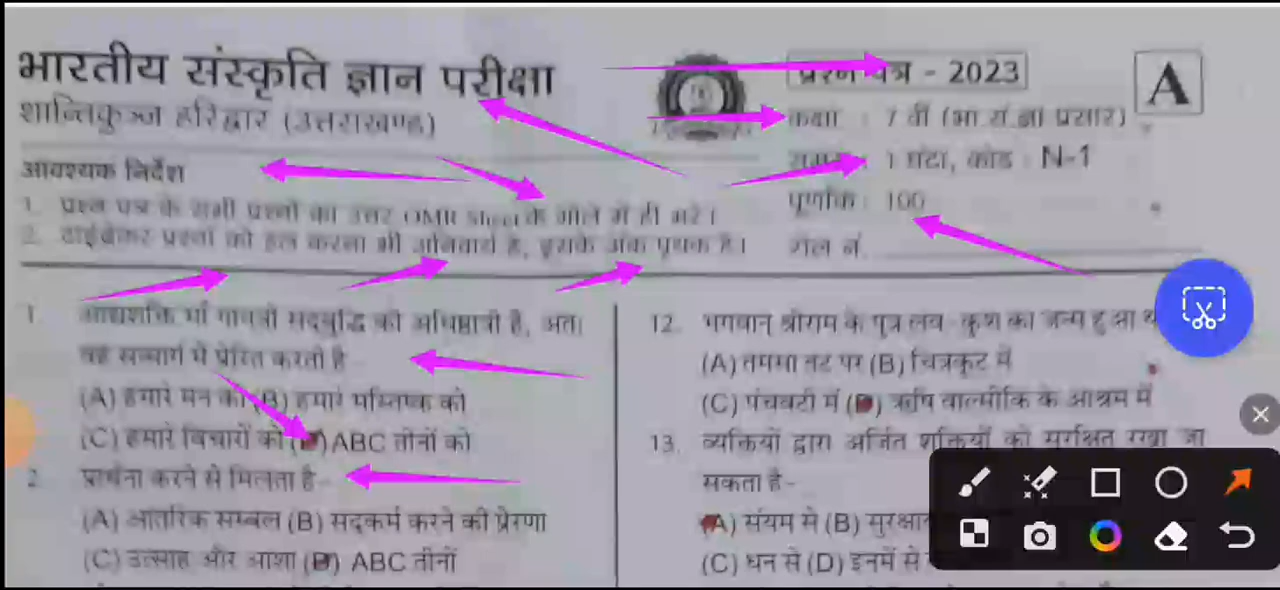 भारतीय संस्कृति ज्ञान परीक्षा
शान्तिकुञ्ज हरिद्वार (उत्तराखण्ड)
प्रश्न पत्र - 2023
A
कक्षा : 7 वीं (भा.सं.ज्ञा प्रसार)
समय : 1 घंटा, कोड : N-1
पूर्णांक : 100
रोल नं.
आवश्यक निर्देश
1. प्रश्न पत्र के सभी प्रश्नों का उत्तर OMR Sheet के गोले में ही भरें।
2. टाईब्रेकर प्रश्नों को हल करना भी अनिवार्य है, इसके अंक पृथक है।
1. आद्यशक्ति माँ गायत्री सद्बुद्धि की अधिष्ठात्री है, अतः
वह सन्मार्ग में प्रेरित करती है -
(A) हमारे मन को (B) हमारे मस्तिष्क को
(C) हमारे विचारों को (D) ABC तीनों को
2. प्रार्थना करने से मिलता है -
(A) आंतरिक सम्बल (B) सद्कर्म करने की प्रेरणा
(C) उत्साह और आशा (D) ABC तीनों
12. भगवान् श्रीराम के पुत्र लव - कुश का जन्म हुआ
(A) तमसा तट पर (B) चित्रकूट में
(C) पंचवटी में (D) ऋषि वाल्मीकि के आश्रम में
13. व्यक्तियों द्वारा अर्जित शक्तियों को सुरक्षित रखा जा
सकता है -
(A) संयम से (B)
(C) धन से (D) इनमें से